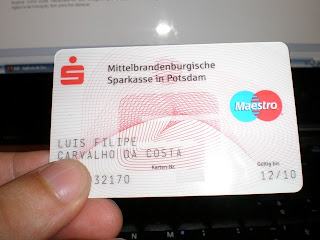 Mittelbrandenburgische
Sparkasse in Potsdam
Maestro
LUIS FILIPE
CARVALHO DA COSTA
Karten-Nr.
Gültig bis
32170
12/10